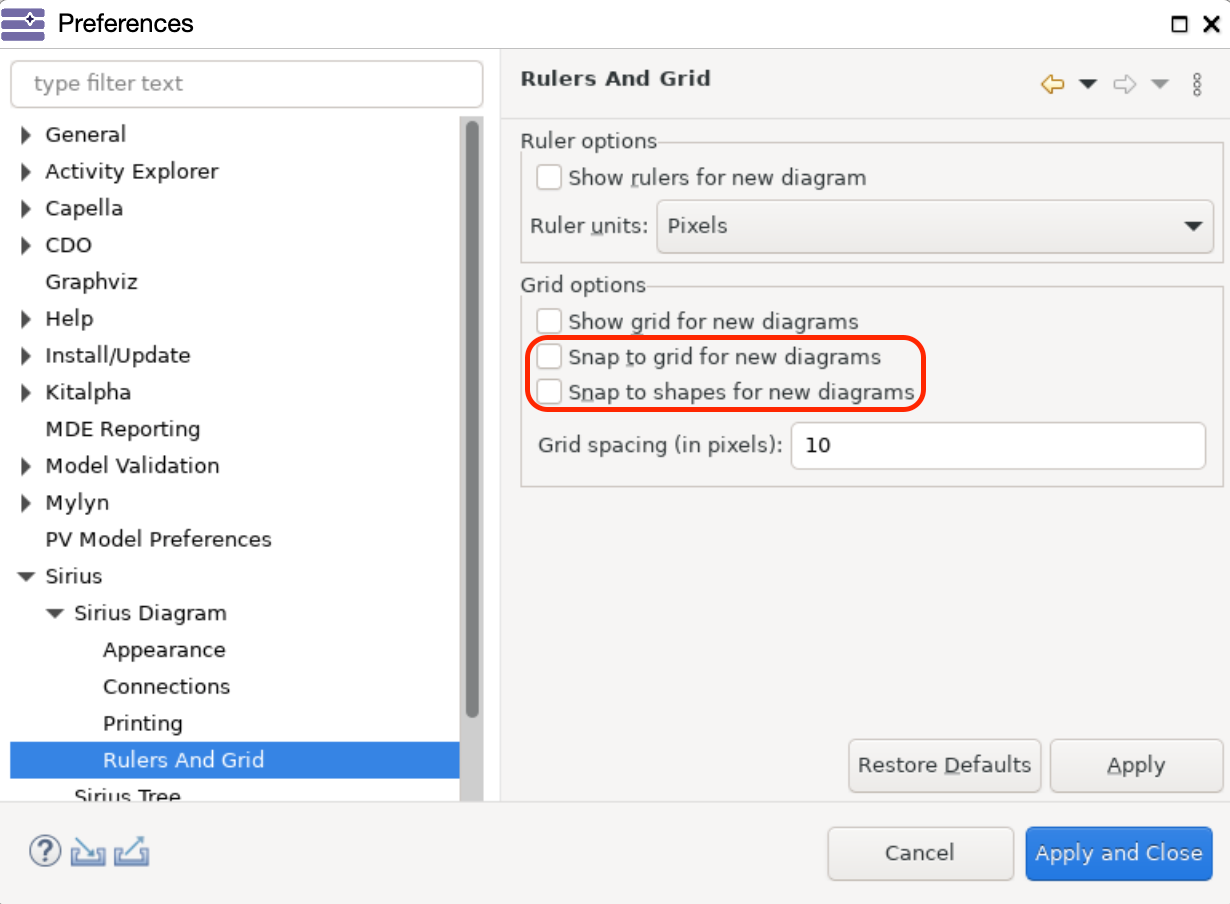 Preferences
type filter text
General
Activity Explorer
Capella
CDO
Graphviz
Help
Install/Update
Kitalpha
MDE Reporting
Model Validation
Mylyn
PV Model Preferences
Sirius
Sirius Diagram
Appearance
Connections
Printing
Rulers And Grid
Sirius Tree
Rulers And Grid
Ruler options
Show rulers for new diagram
Ruler units: Pixels
Grid options
Show grid for new diagrams
Snap to grid for new diagrams
Snap to shapes for new diagrams
Grid spacing (in pixels): 10
Restore Defaults Apply
? Cancel Apply and Close